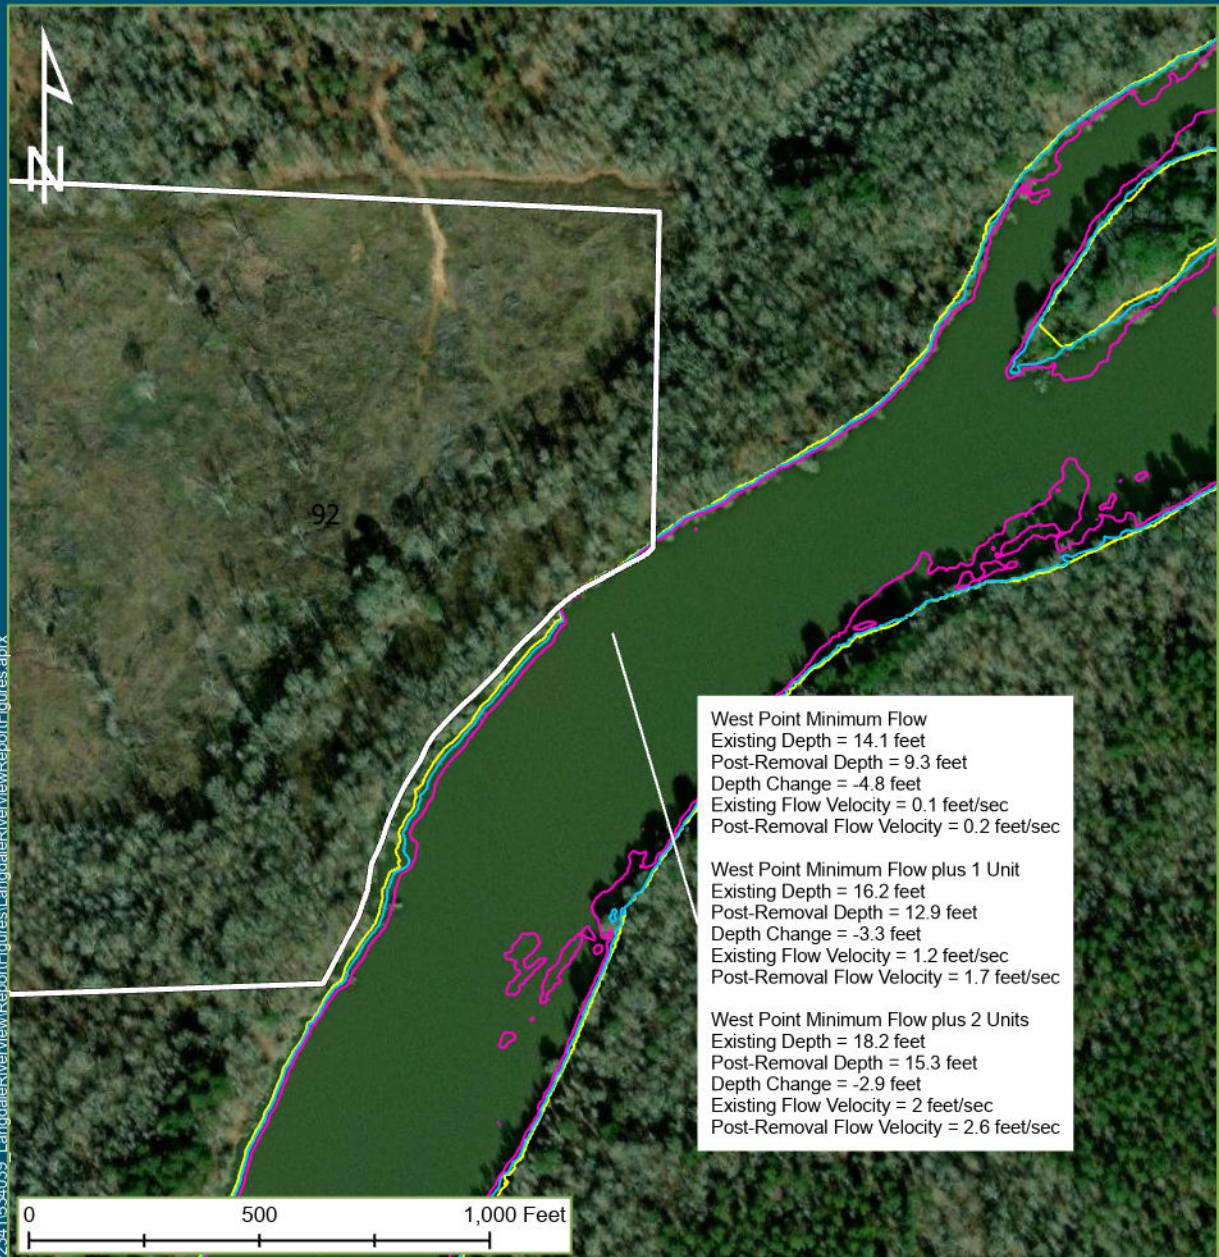 N
92
West Point Minimum Flow
Existing Depth = 14.1 feet
Post-Removal Depth = 9.3 feet
Depth Change = -4.8 feet
Existing Flow Velocity = 0.1 feet/sec
Post-Removal Flow Velocity = 0.2 feet/sec
West Point Minimum Flow plus 1 Unit
Existing Depth = 16.2 feet
Post-Removal Depth = 12.9 feet
Depth Change = -3.3 feet
Existing Flow Velocity = 1.2 feet/sec
Post-Removal Flow Velocity = 1.7 feet/sec
West Point Minimum Flow plus 2 Units
Existing Depth = 18.2 feet
Post-Removal Depth = 15.3 feet
Depth Change = -2.9 feet
Existing Flow Velocity = 2 feet/sec
Post-Removal Flow Velocity = 2.6 feet/sec
0 500 1,000 Feet